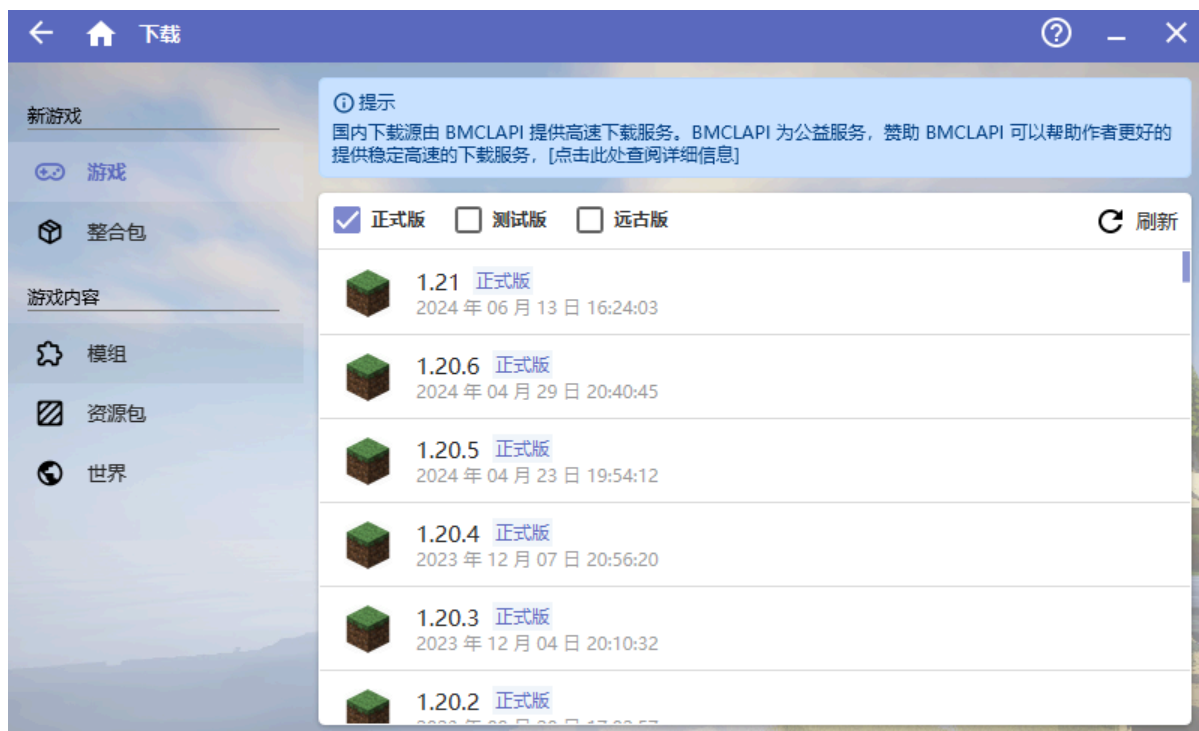 下载
新游戏
游戏
整合包
游戏内容
模组
资源包
世界
提示
国内下载源由 BMCLAPI 提供高速下载服务。BMCLAPI 为公益服务，赞助 BMCLAPI 可以帮助作者更好的
提供稳定高速的下载服务，[点击此处查阅详细信息]
正式版 测试版 远古版 刷新
1.21 正式版
2024 年 06 月 13 日 16:24:03
1.20.6 正式版
2024 年 04 月 29 日 20:40:45
1.20.5 正式版
2024 年 04 月 23 日 19:54:12
1.20.4 正式版
2023 年 12 月 07 日 20:56:20
1.20.3 正式版
2023 年 12 月 04 日 20:10:32
1.20.2 正式版